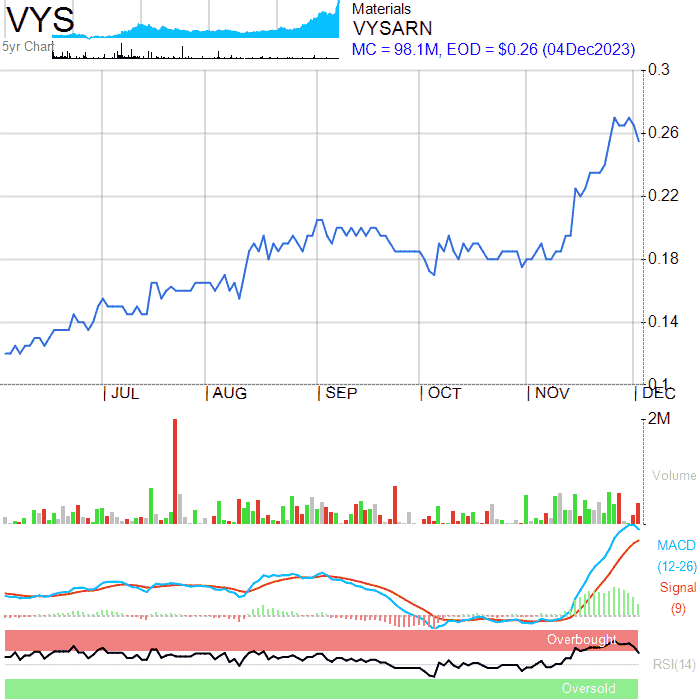 VYS
5yr Chart
Materials
VYSARN
MC = 98.1M, EOD = $0.26 (04Dec2023)
0.3
0.26
0.22
0.18
0.14
0.1
JUL AUG SEP OCT NOV DEC
2M
Volume
MACD
(12-26)
Signal
(9)
Overbought
RSI(14)
Oversold